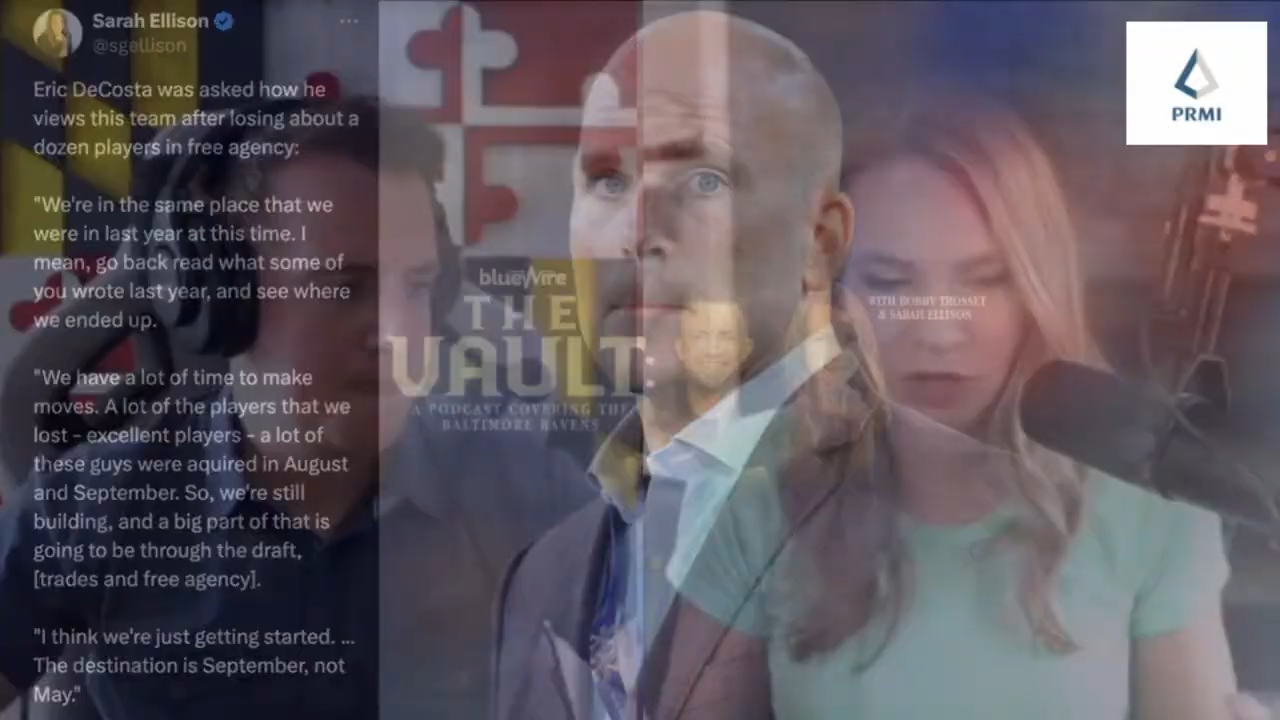 Sarah Ellison
@sgellison
Eric DeCosta was asked how he
views this team after losing about a
dozen players in free agency:
"We're in the same place that we
were in last year at this time. I
mean, go back read what some of
you wrote last year, and see where
we ended up.
"We have a lot of time to make
moves. A lot of the players that we
lost - excellent players - a lot of
these guys were aquired in August
and September. So, we're still
building, and a big part of that is
going to be through the draft,
[trades and free agency].
"I think we're just getting started. ...
The destination is September, not
May."
bluewire
THE
VAULT:
A PODCAST COVERING THE
BALTIMORE RAVENS
WITH BOBBY TROSSET
& SARAH ELLISON
PRMI